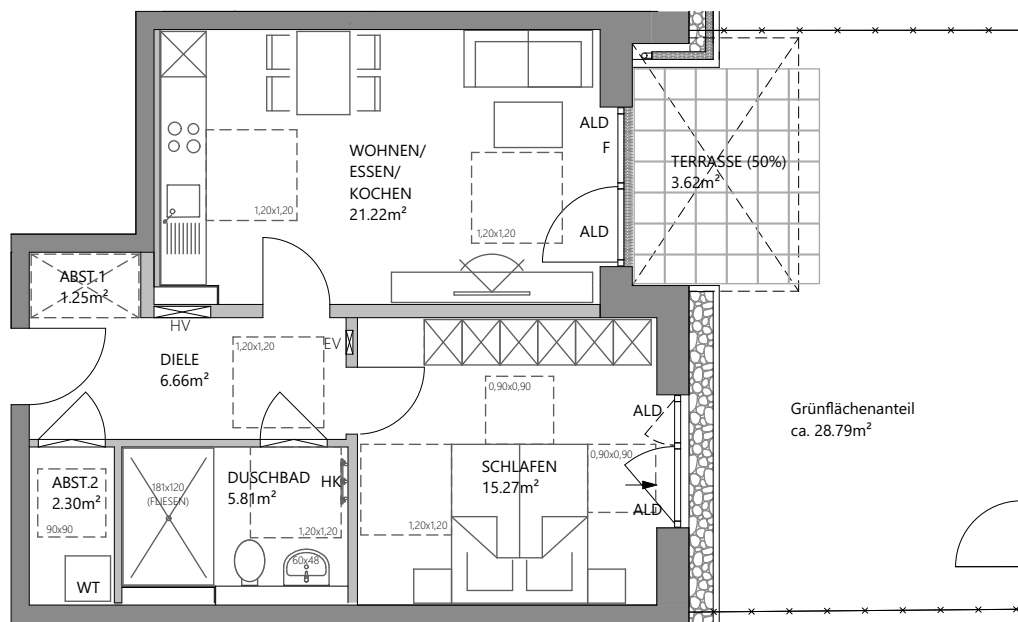 ALD
F
WOHNEN/
ESSEN/
KOCHEN
21.22m²
TERRASSE (50%)
3.62m²
1,20x1,20
1,20x1,20
ALD
ABST.1
1.25m²
HV
EV
DIELE
6.66m²
1,20x1,20
0,90x0,90
ALD
Grünflächenanteil
ca. 28.79m²
0,90x0,90
SCHLAFEN
15.27m²
ALD
ABST.2
2.30m²
90x90
WT
181x120
(FLIESEN)
DUSCHBAD
5.81m²
HK
1,20x1,20
60x48
1,20x1,20